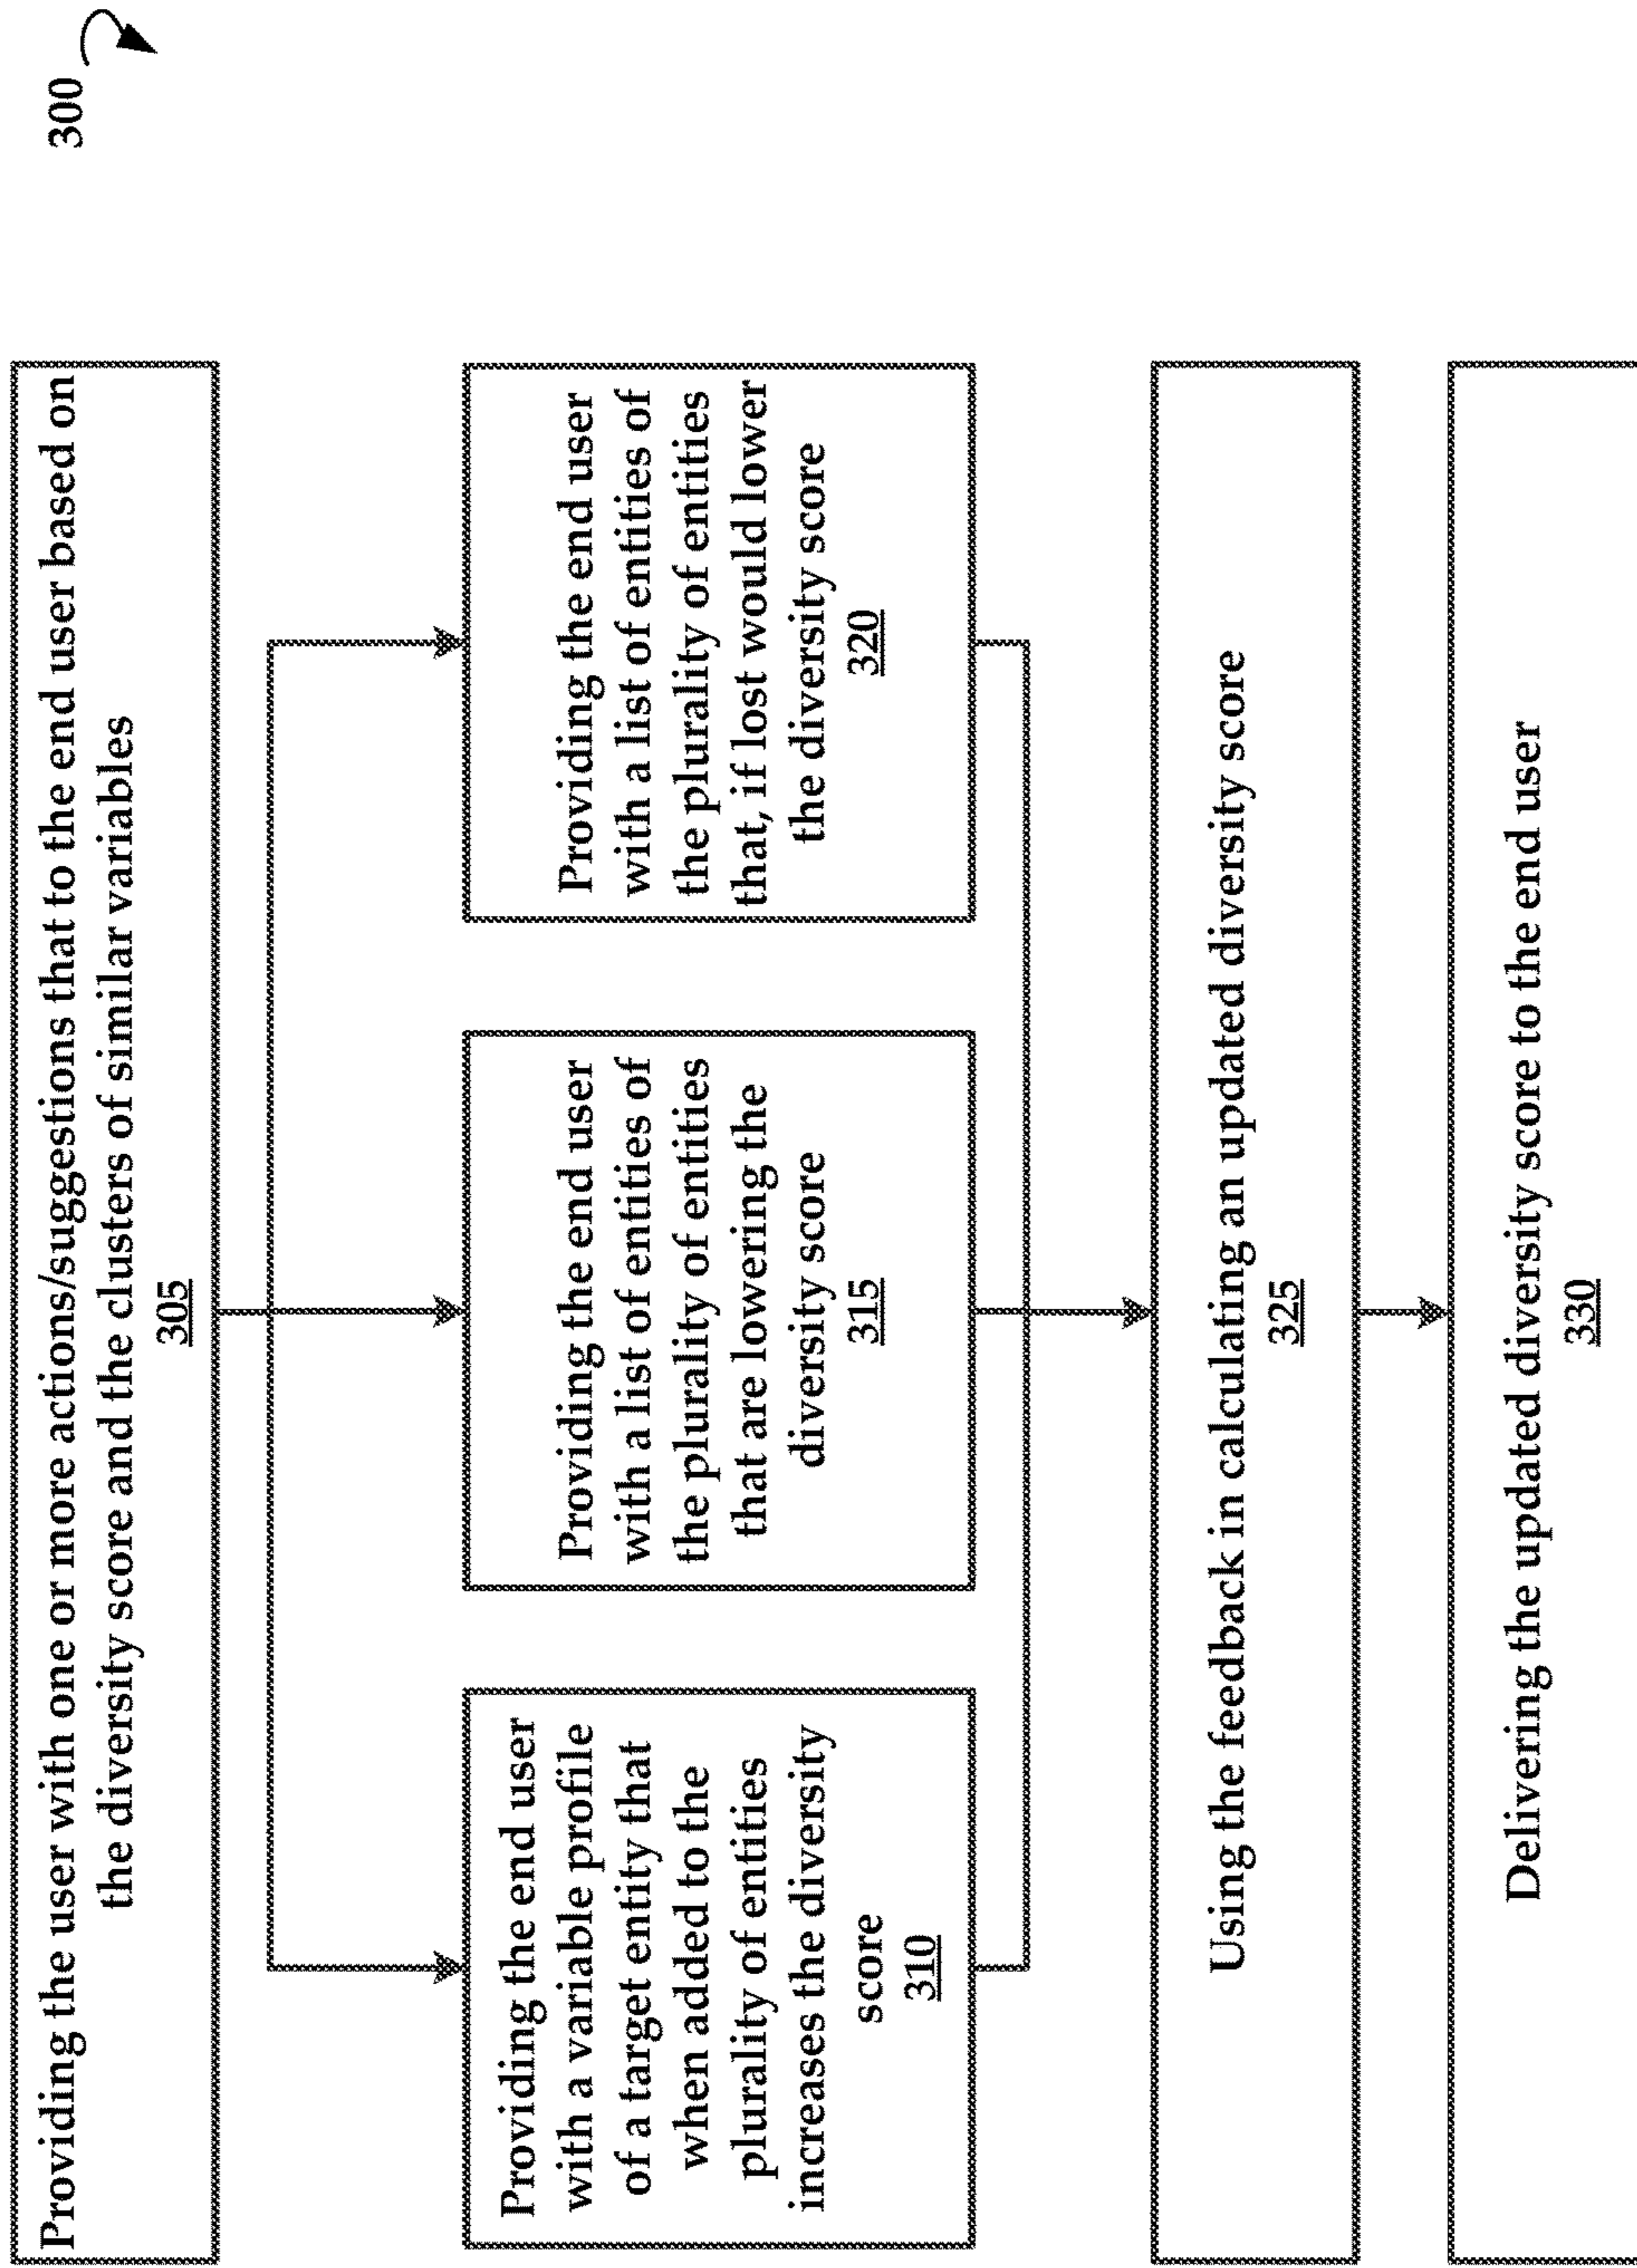 300
Providing the user with one or more actions/suggestions that to the end user based on
the diversity score and the clusters of similar variables
305
Providing the end user
with a variable profile
of a target entity that
when added to the
plurality of entities
increases the diversity
score
310
Providing the end user
with a list of entities of
the plurality of entities
that are lowering the
diversity score
315
Providing the end user
with a list of entities of
the plurality of entities
that, if lost would lower
the diversity score
320
Using the feedback in calculating an updated diversity score
325
Delivering the updated diversity score to the end user
330